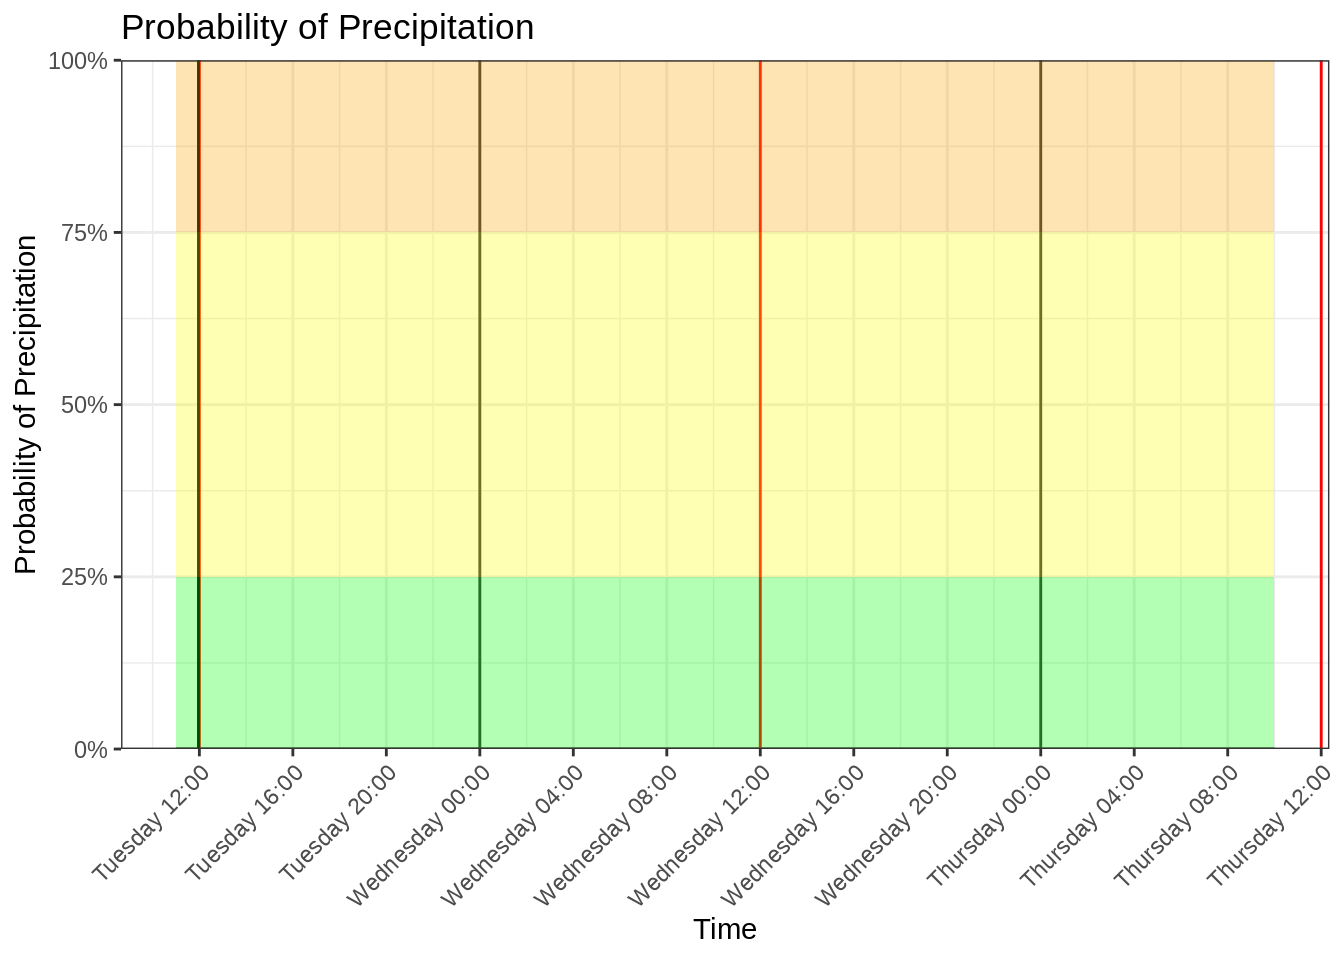 Probability of Precipitation
Probability of Precipitation
100%
75%
50%
25%
0%
Tuesday 12:00
Tuesday 16:00
Tuesday 20:00
Wednesday 00:00
Wednesday 04:00
Wednesday 08:00
Wednesday 12:00
Wednesday 16:00
Wednesday 20:00
Thursday 00:00
Thursday 04:00
Thursday 08:00
Thursday 12:00
Time